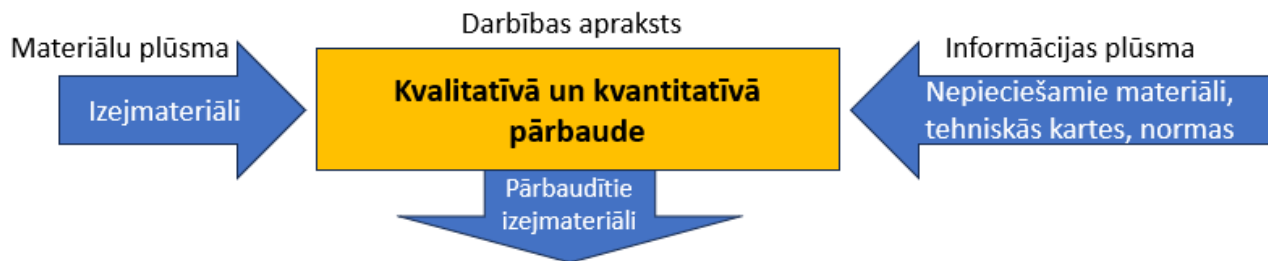 Darbības apraksts
Materiālu plūsma
Informācijas plūsma
Izejmateriāli
Kvalitatīvā un kvantitatīvā
pārbaude
Nepieciešamie materiāli,
tehniskās kartes, normas
Pārbaudītie
izejmateriāli